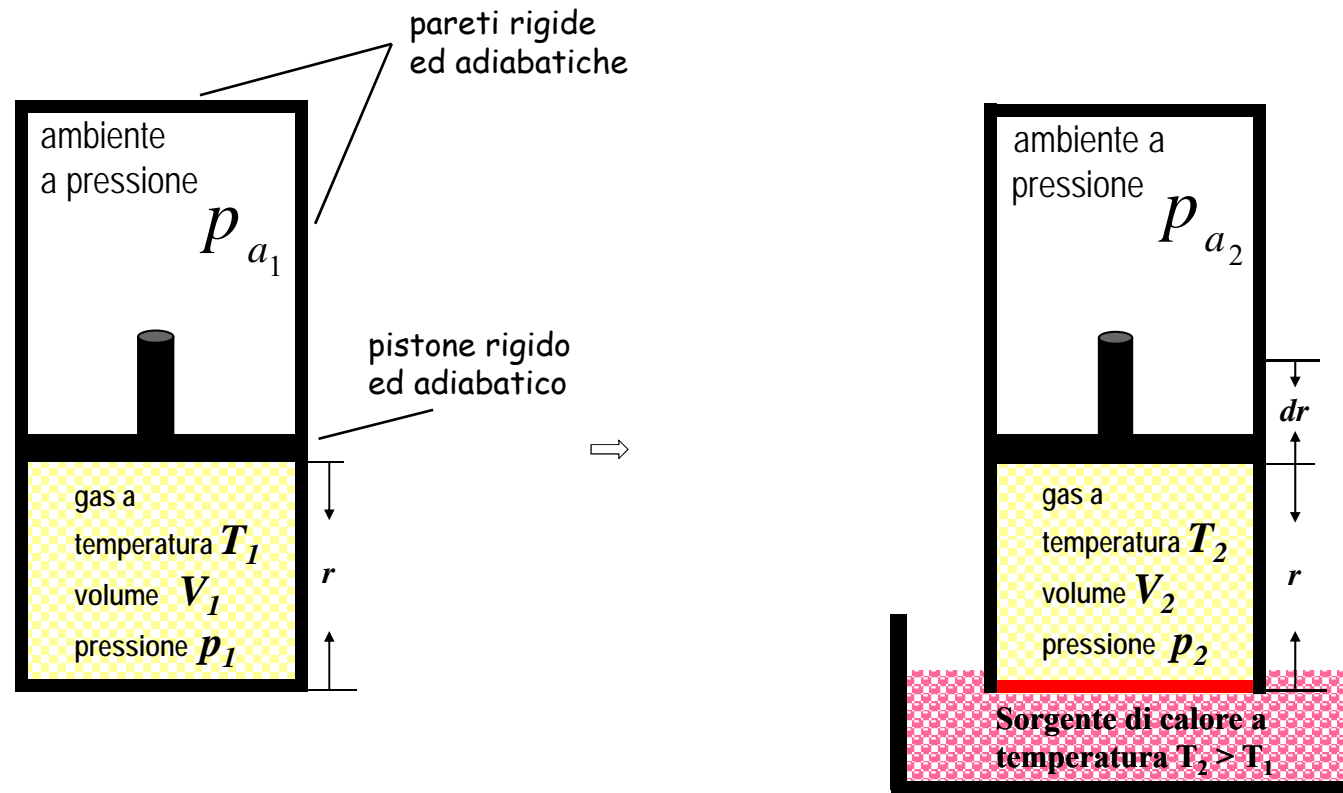 pareti rigide
ed adiabatiche
ambiente
a pressione
p a₁
pistone rigido
ed adiabatico
gas a
temperatura T₁
volume V₁
pressione p₁
r
⇨
ambiente a
pressione
p a₂
dr
gas a
temperatura T₂
volume V₂
pressione p₂
r
Sorgente di calore a
temperatura T₂ > T₁